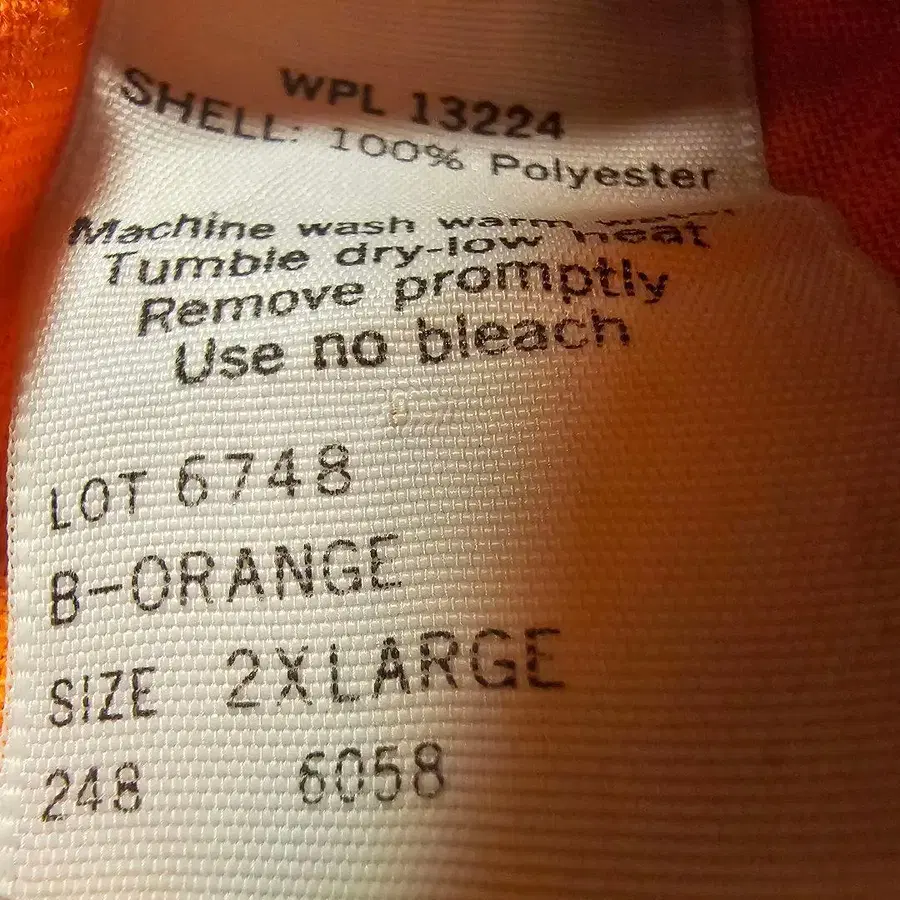 WPL 13224
SHELL: 100% Polyester
Machine wash warm water
Tumble dry-low heat
Remove promptly
Use no bleach
LOT 6748
B-ORANGE
SIZE 2XLARGE
248 6058